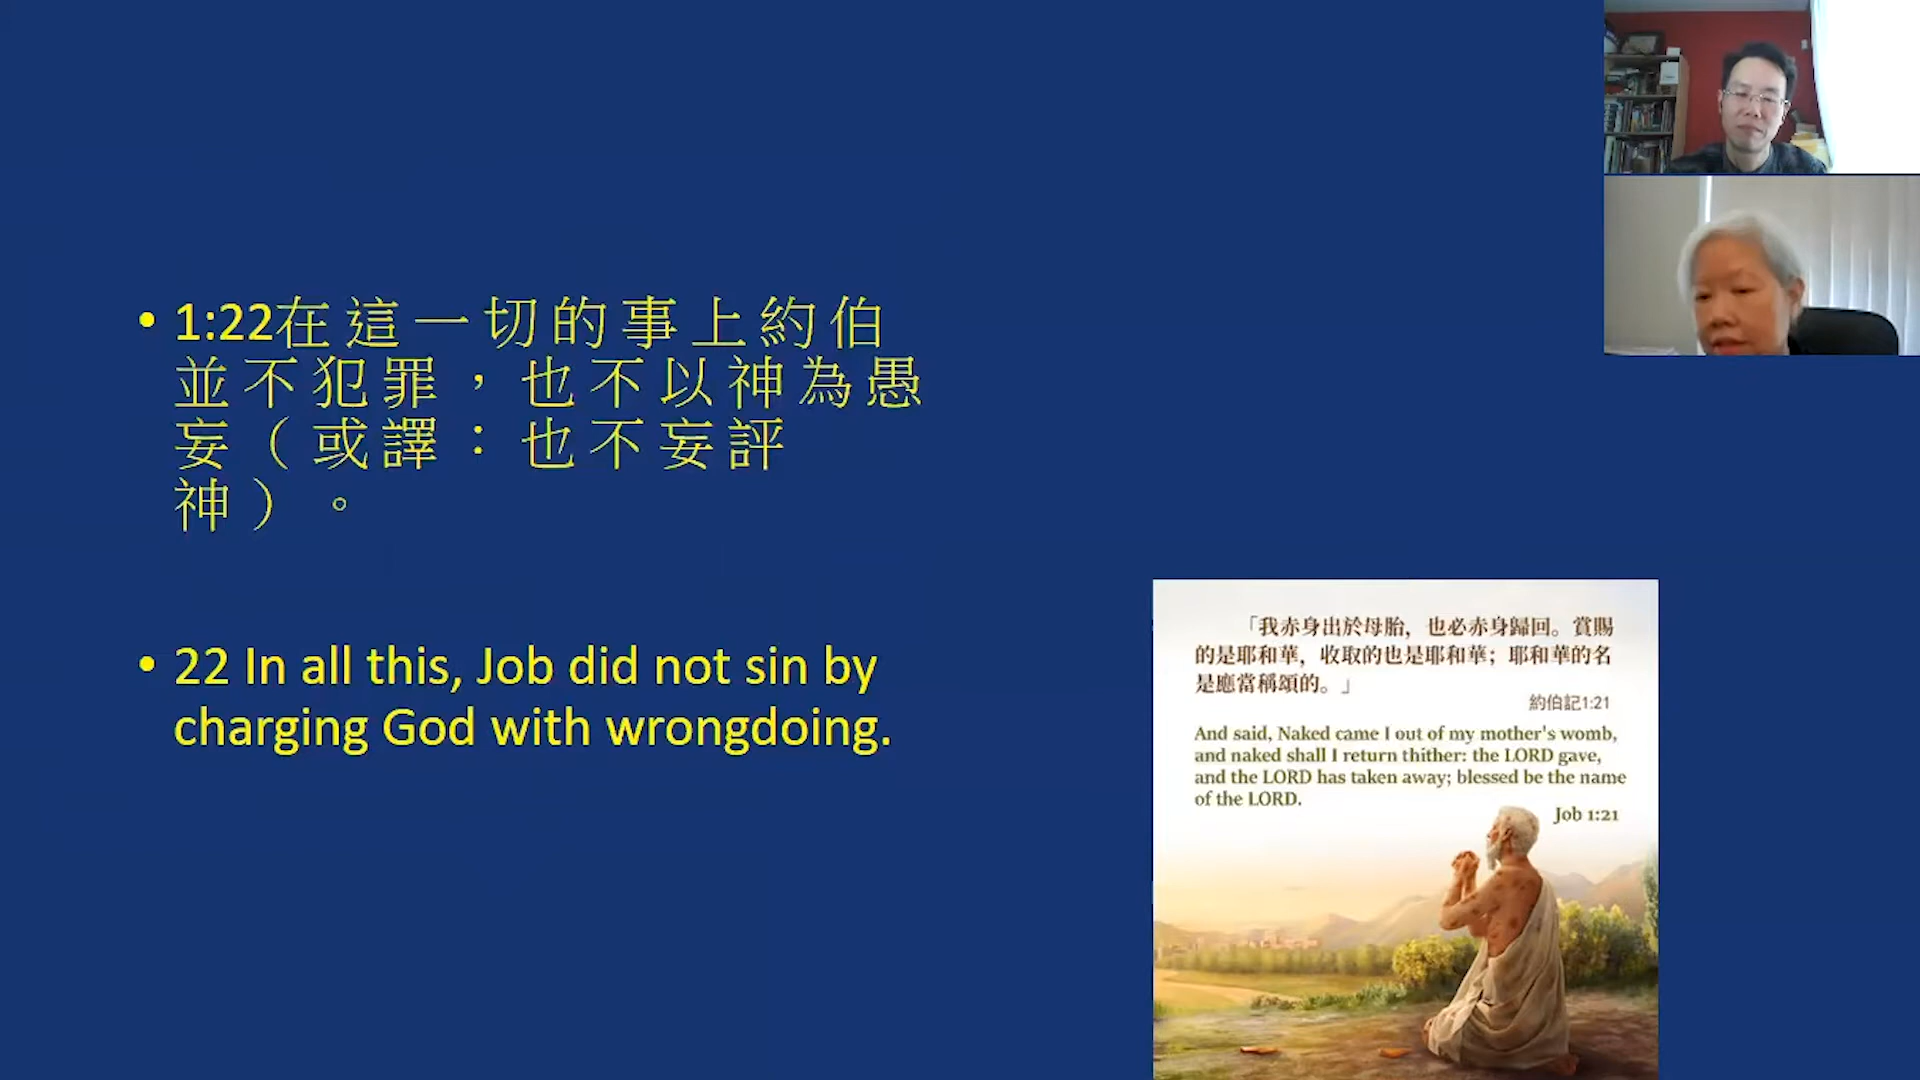 • 1:22在這一切的事上約伯
並不犯罪，也不以神為愚
妄（或譯：也不妄評
神）。
• 22 In all this, Job did not sin by
charging God with wrongdoing.
「我赤身出於母胎，也必赤身歸回。賞賜
的是耶和華，收取的也是耶和華；耶和華的名
是應當稱頌的。」
約伯記1:21
And said, Naked came I out of my mother's womb,
and naked shall I return thither: the LORD gave,
and the LORD has taken away; blessed be the name
of the LORD.
Job 1:21